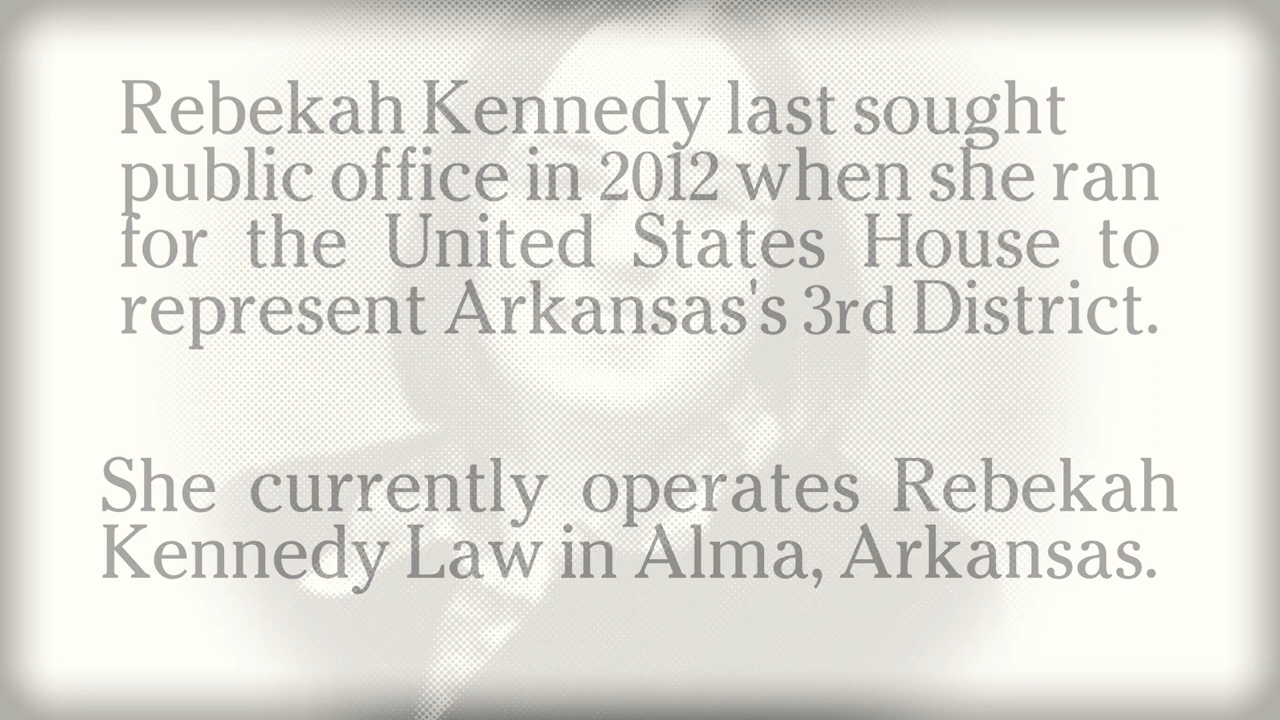 Rebekah Kennedy last sought
public office in 2012 when she ran
for the United States House to
represent Arkansas's 3rd District.
She currently operates Rebekah
Kennedy Law in Alma, Arkansas.